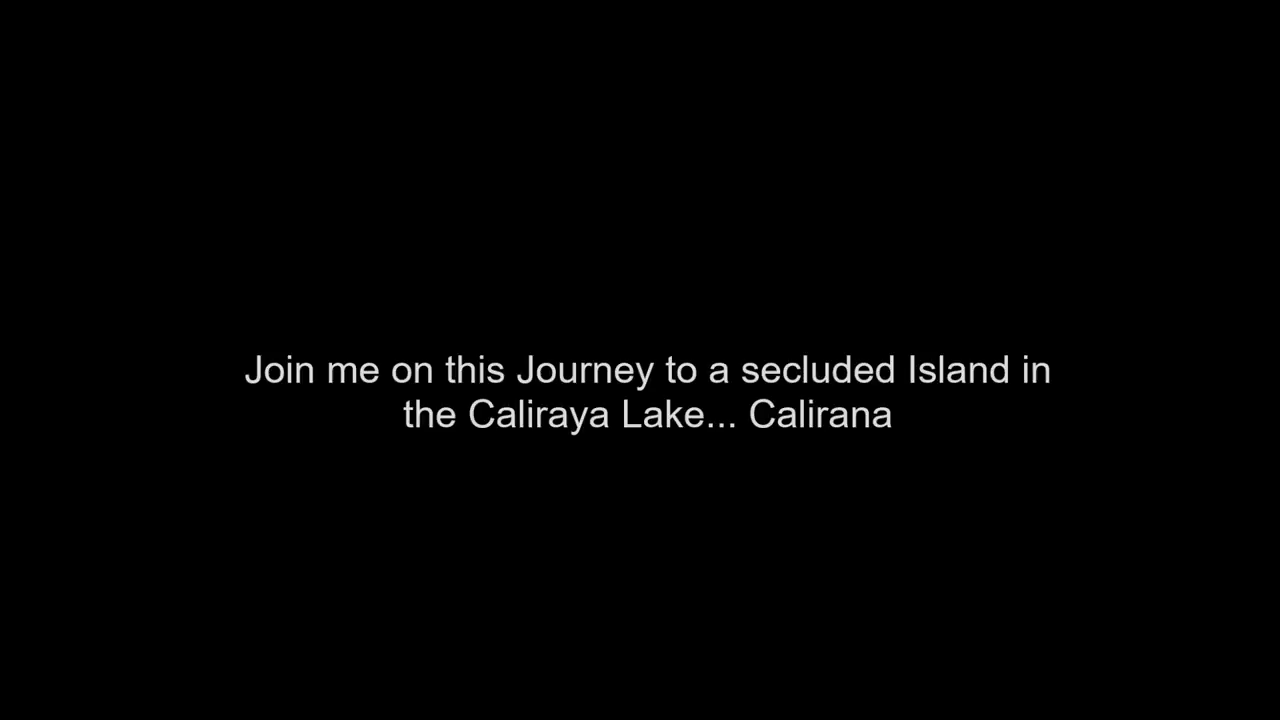 Join me on this Journey to a secluded Island in
the Caliraya Lake... Calirana